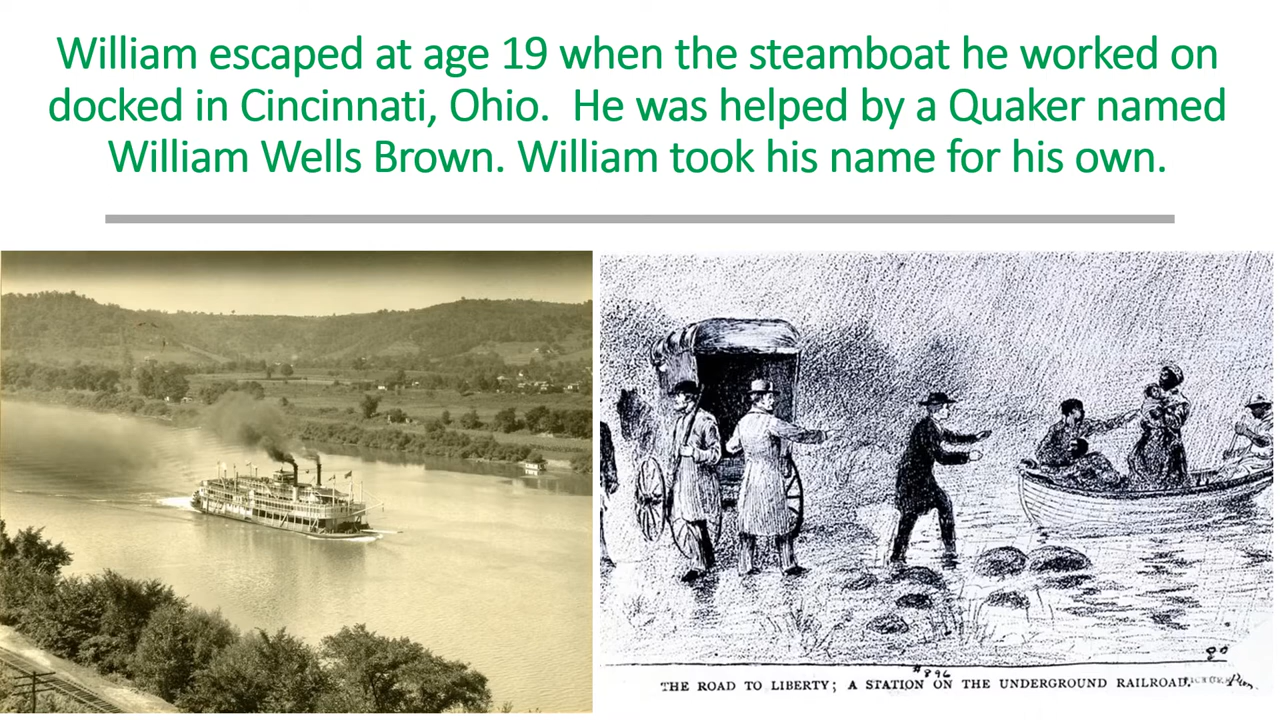 William escaped at age 19 when the steamboat he worked on
docked in Cincinnati, Ohio.  He was helped by a Quaker named
William Wells Brown. William took his name for his own.
#896
THE ROAD TO LIBERTY; A STATION ON THE UNDERGROUND RAILROAD.